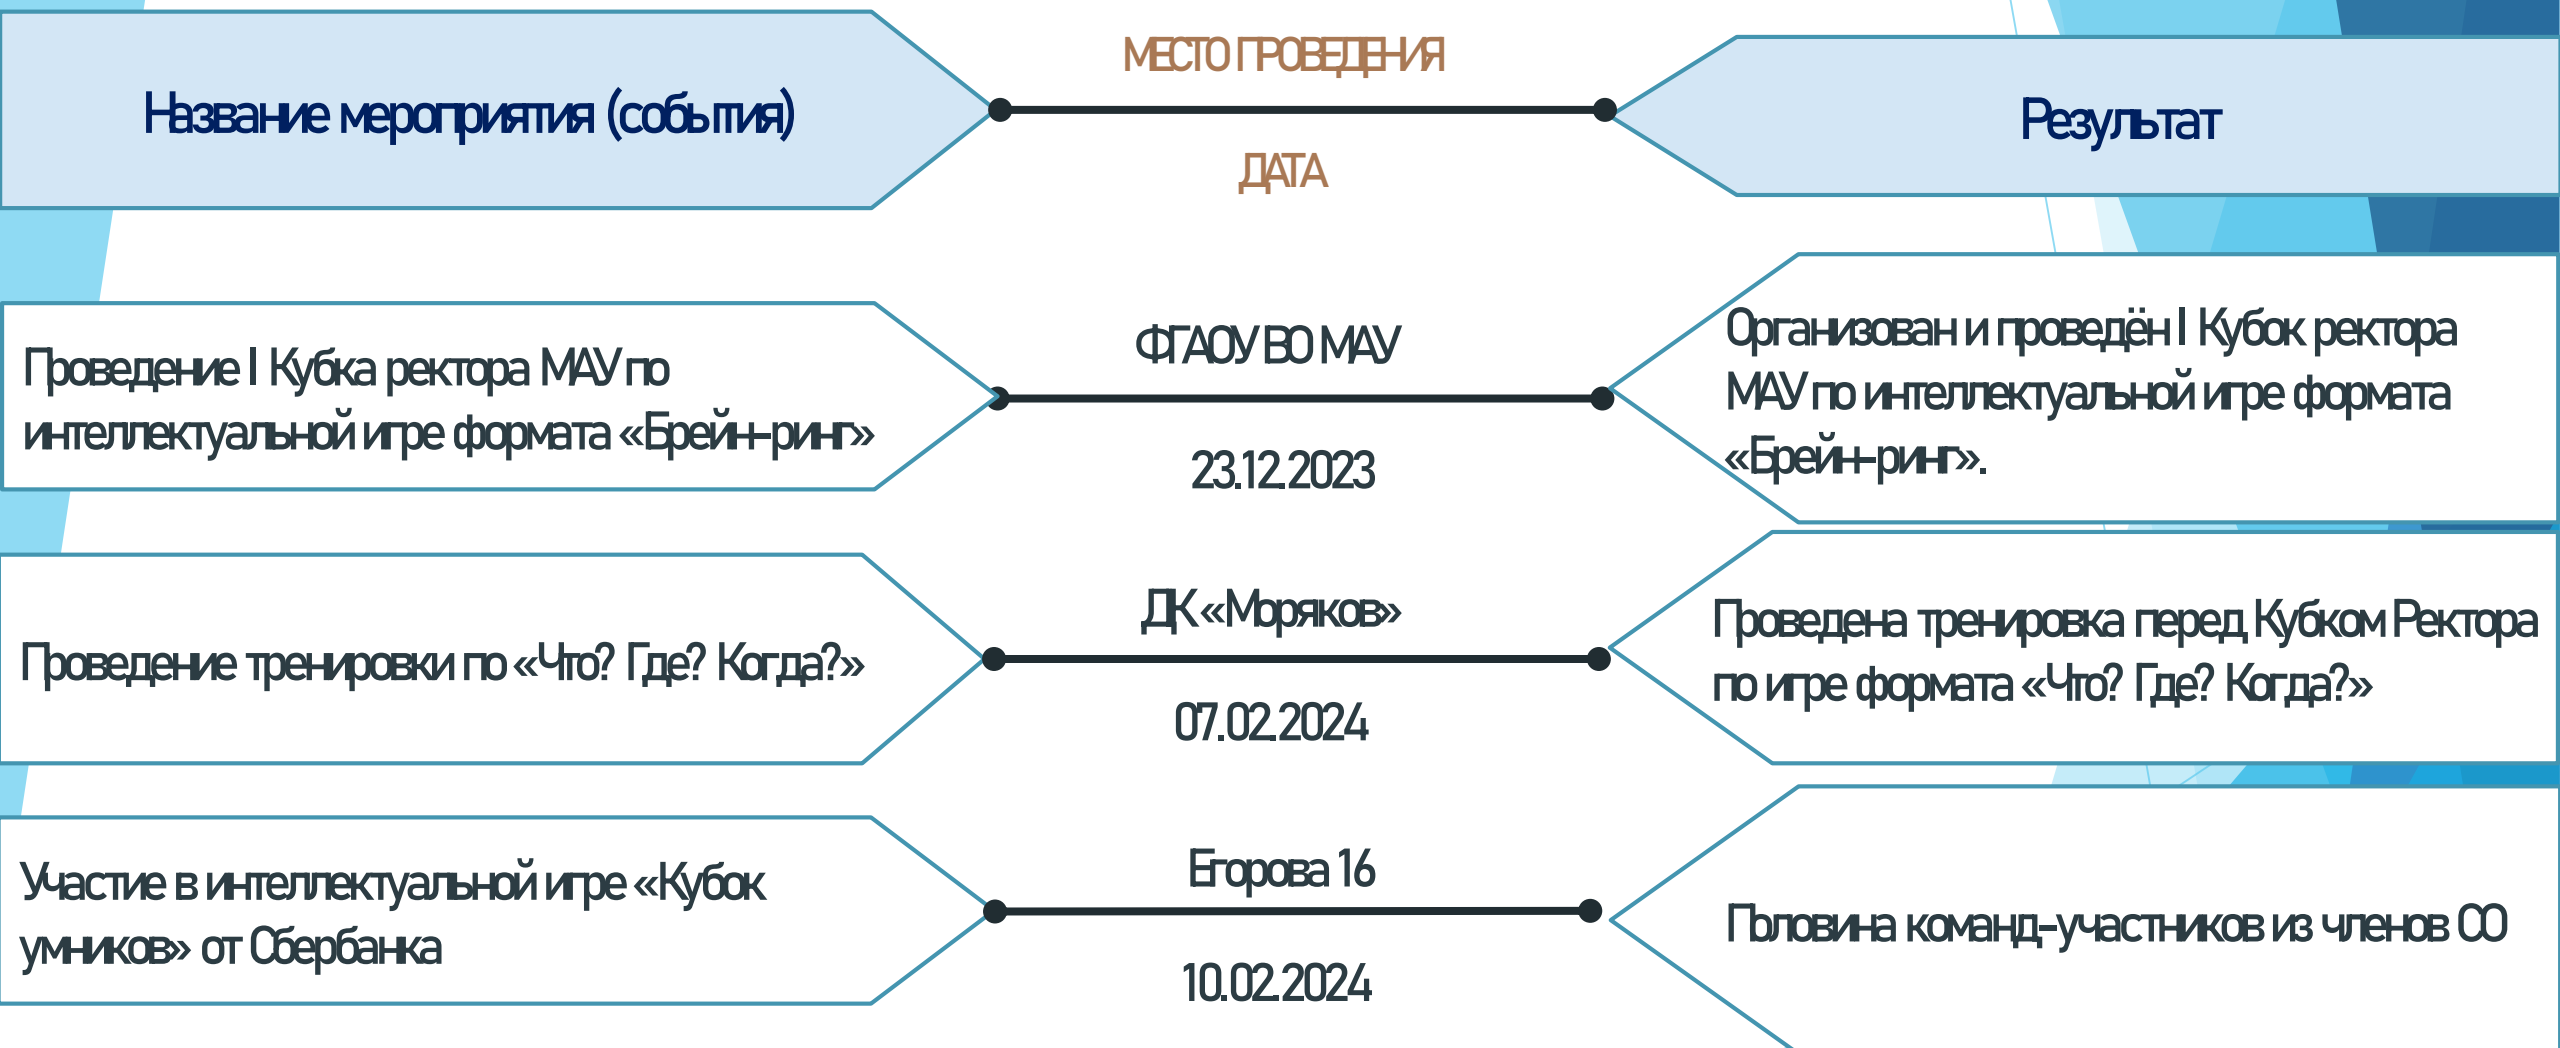 Название мероприятия (события)
МЕСТО ПРОВЕДЕНИЯ
ДАТА
Результат
Проведение I Кубка ректора МАУ по
интеллектуальной игре формата «Брейн-ринг»
ФГАОУ ВО МАУ
23.12.2023
Организован и проведён I Кубок ректора
МАУ по интеллектуальной игре формата
«Брейн-ринг».
Проведение тренировки по «Что? Где? Когда?»
ДК «Моряков»
07.02.2024
Проведена тренировка перед Кубком Ректора
по игре формата «Что? Где? Когда?»
Участие в интеллектуальной игре «Кубок
умников» от Сбербанка
Егорова 16
10.02.2024
Половина команд-участников из членов СО